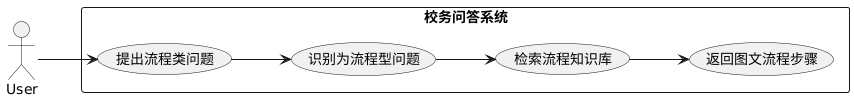 校务问答系统
User
提出流程类问题
识别为流程型问题
检索流程知识库
返回图文流程步骤